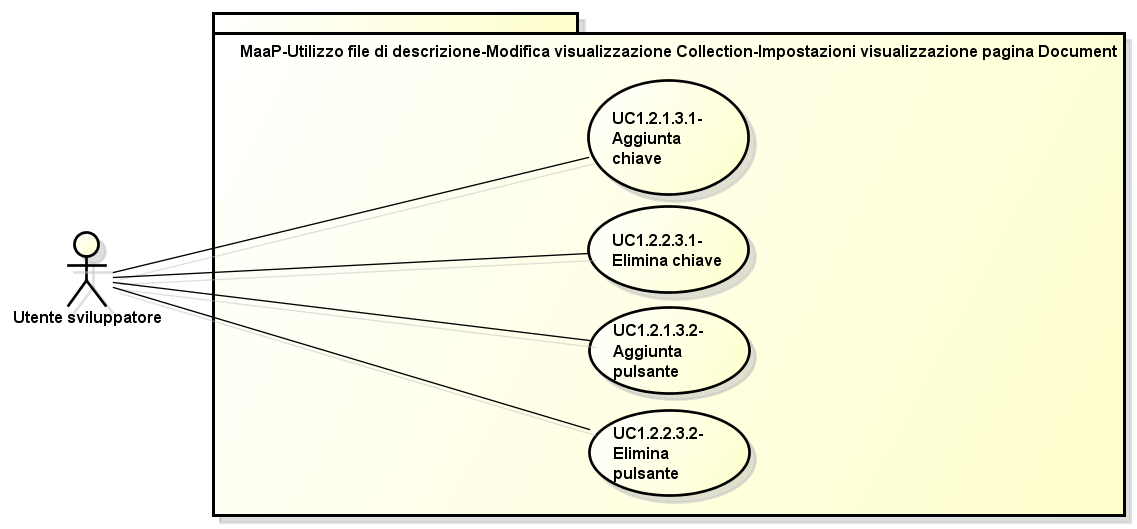 MaaP-Utilizzo file di descrizione-Modifica visualizzazione Collection-Impostazioni visualizzazione pagina Document
UC1.2.1.3.1-
Aggiunta
chiave
UC1.2.2.3.1-
Elimina chiave
Utente sviluppatore
UC1.2.1.3.2-
Aggiunta
pulsante
UC1.2.2.3.2-
Elimina
pulsante